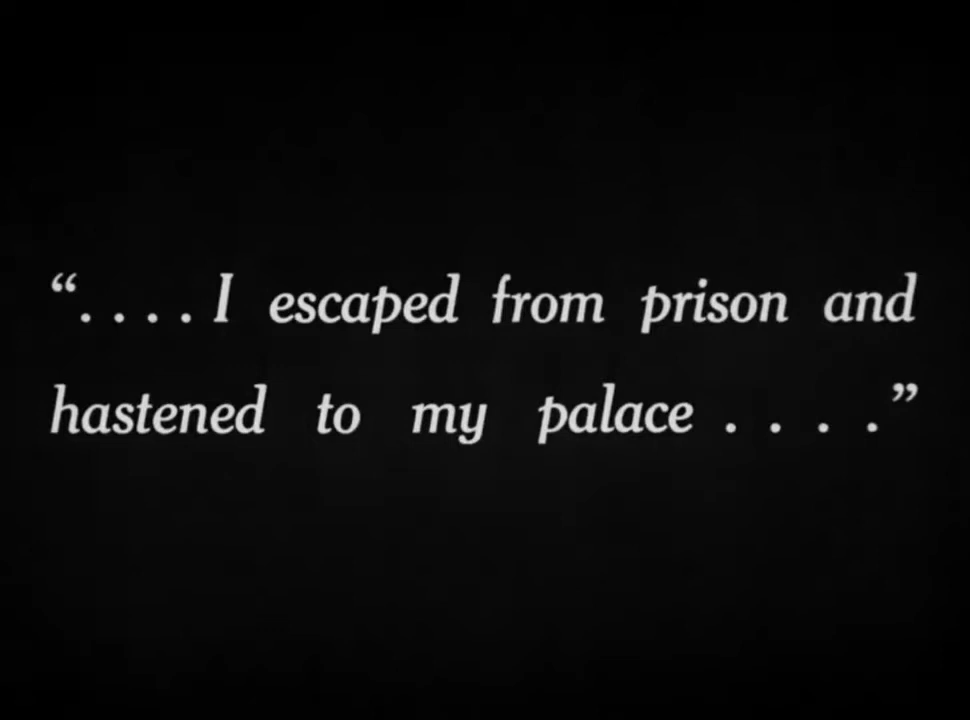 “. . . . I escaped from prison and
hastened to my palace . . . .”